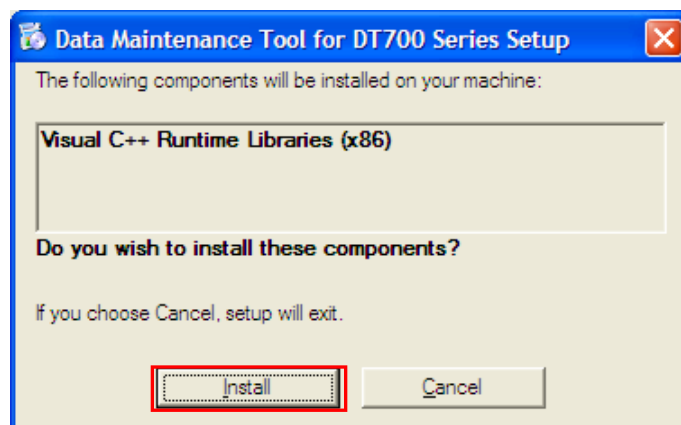 Data Maintenance Tool for DT700 Series Setup
The following components will be installed on your machine:
Visual C++ Runtime Libraries (x86)
Do you wish to install these components?
If you choose Cancel, setup will exit.
Install
Cancel